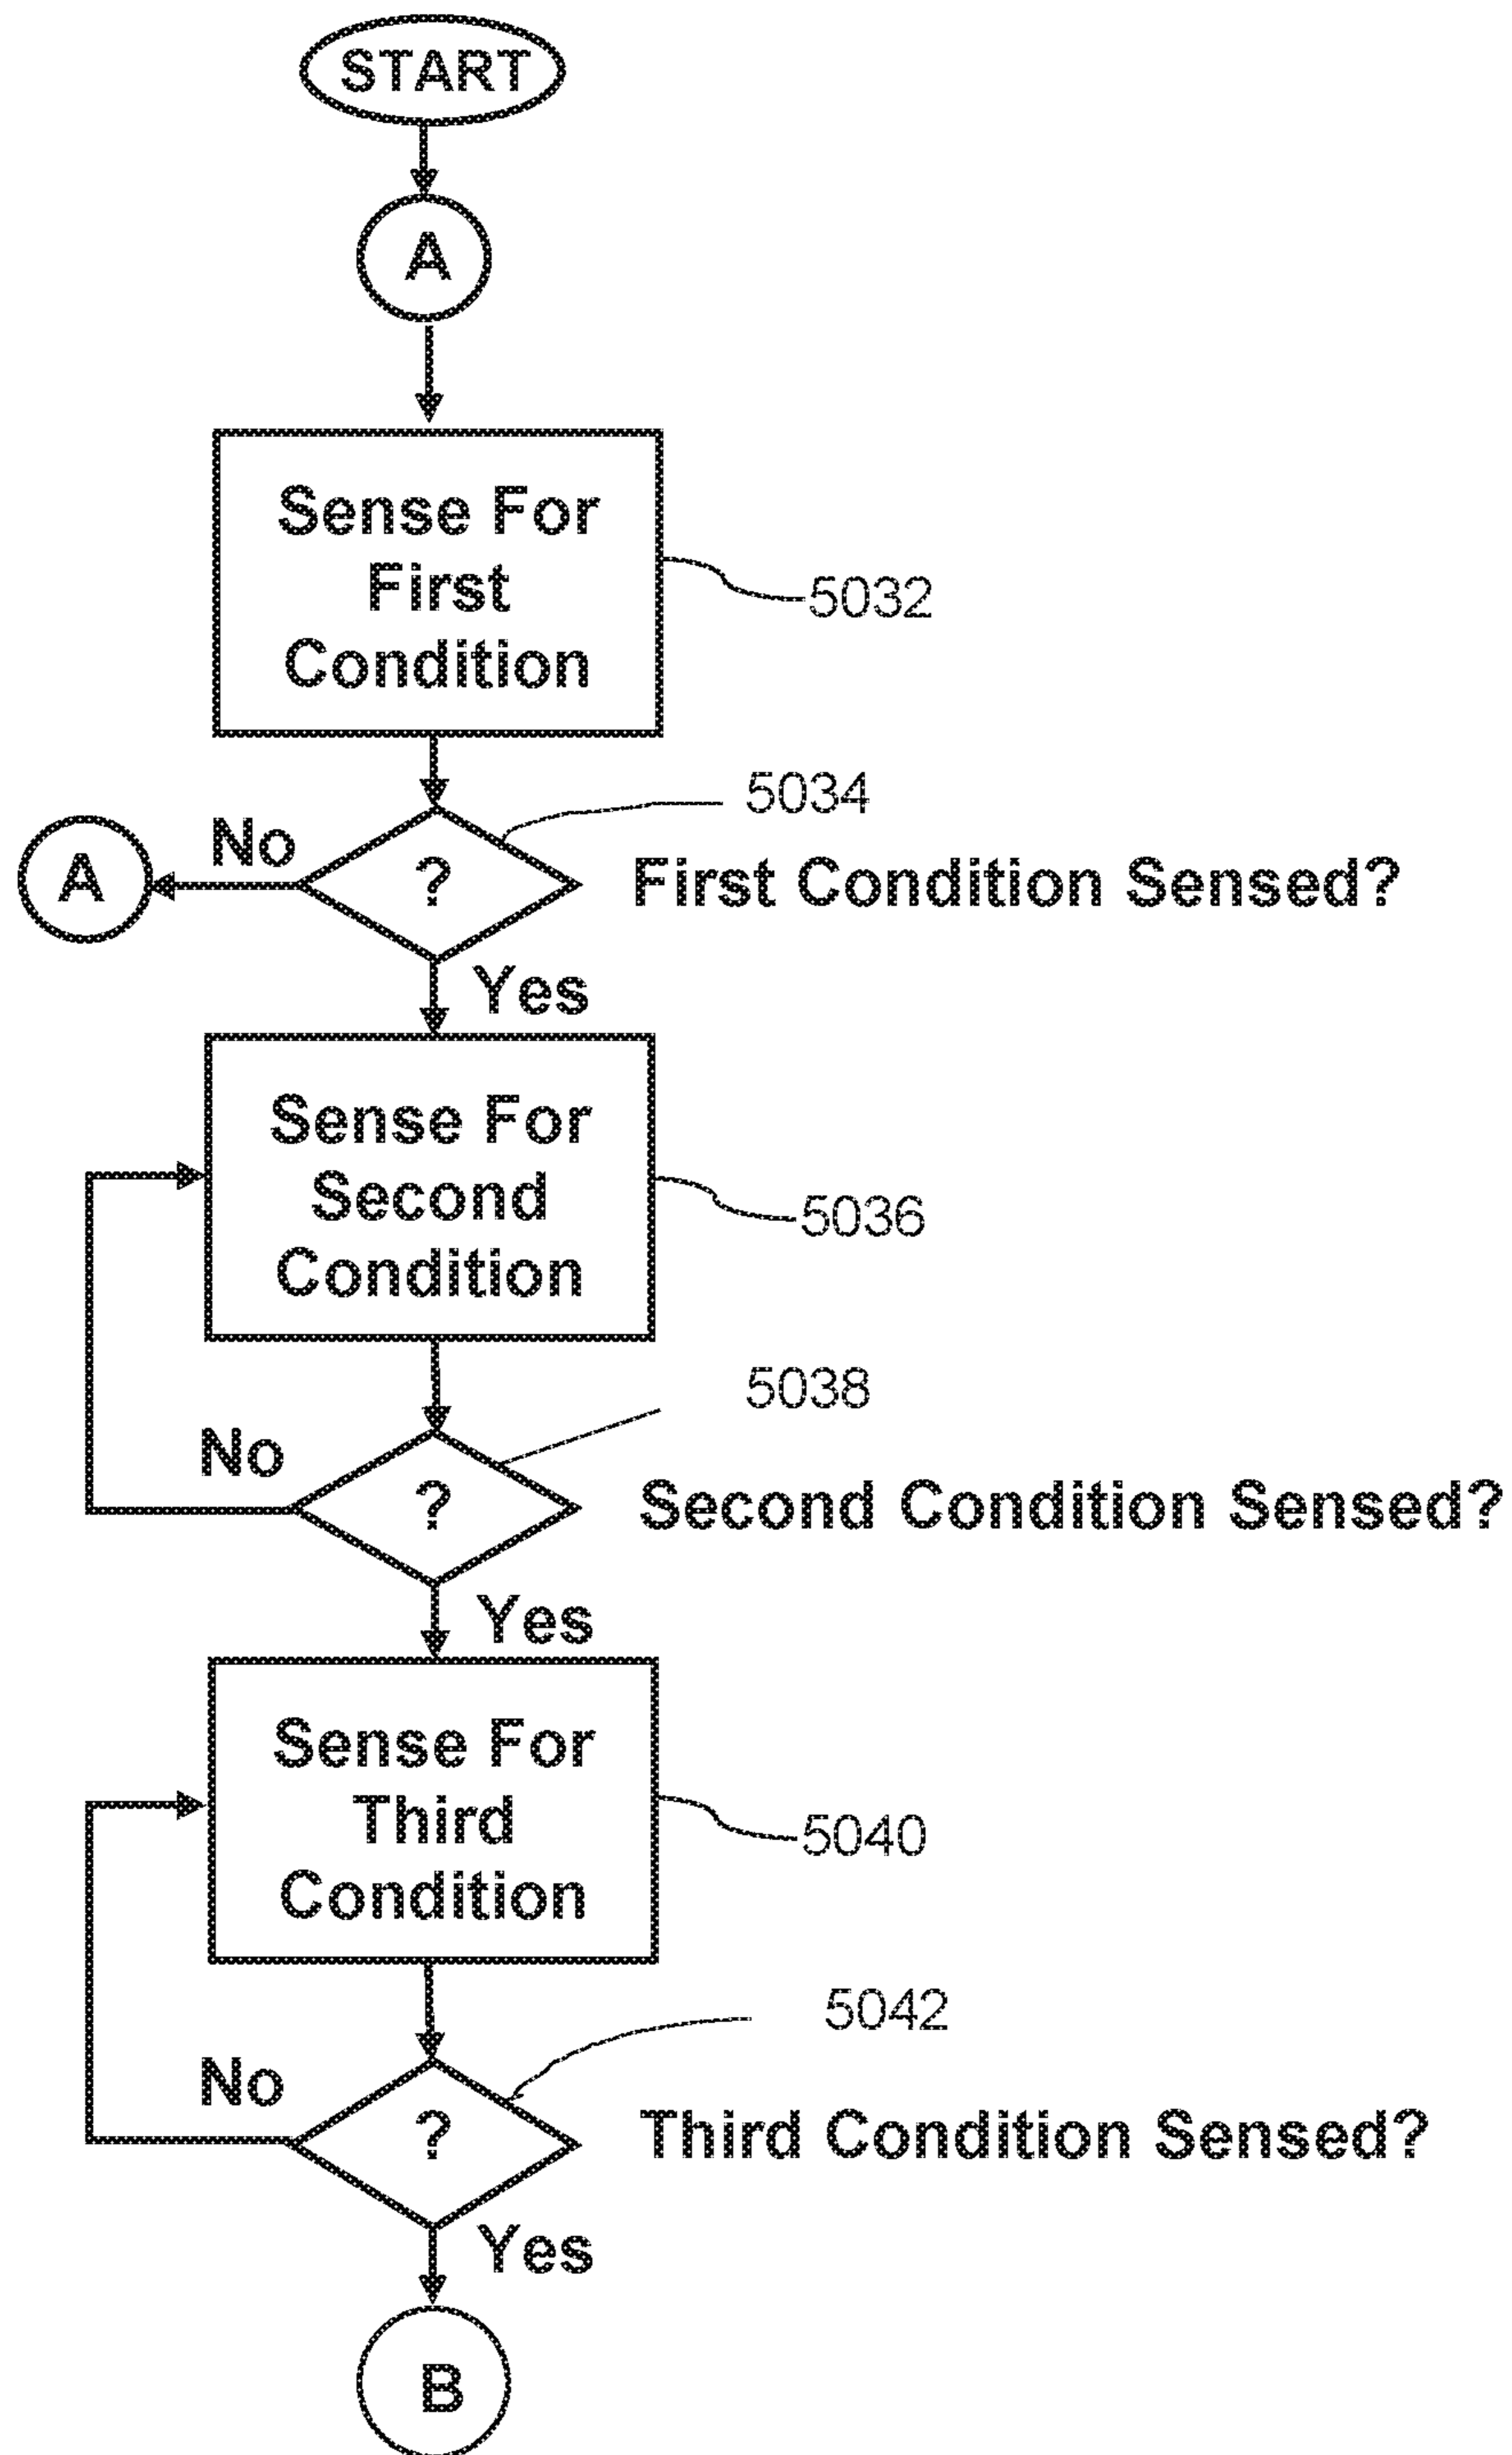 START
A
Sense For
First
Condition
5032
5034
No
A
?
First Condition Sensed?
Yes
Sense For
Second
Condition
5036
5038
No
?
Second Condition Sensed?
Yes
Sense For
Third
Condition
5040
5042
No
?
Third Condition Sensed?
Yes
B